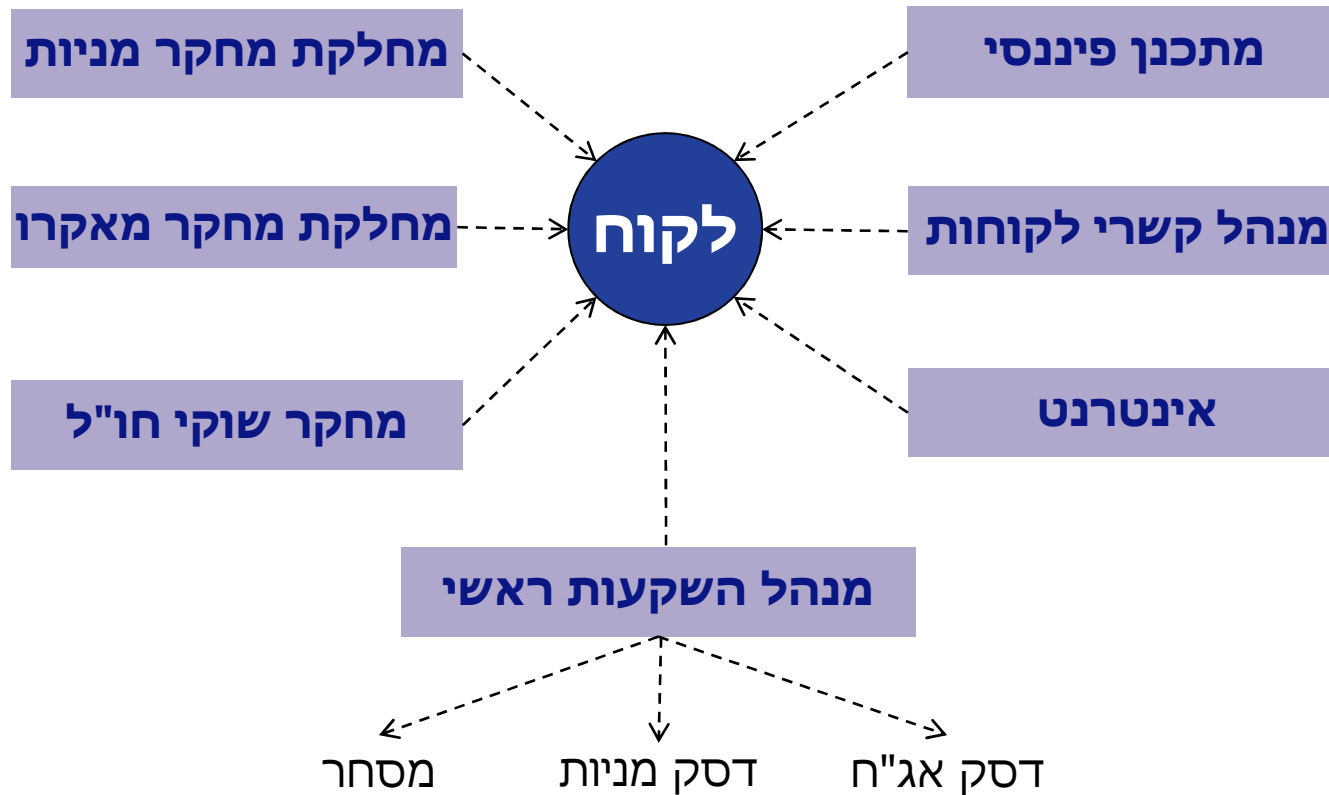 מתכנן פיננסי
מחלקת מחקר מניות
לקוח
מנהל קשרי לקוחות
מחלקת מחקר מאקרו
אינטרנט
מחקר שוקי חו"ל
מנהל השקעות ראשי
דסק אג"ח
דסק מניות
מסחר